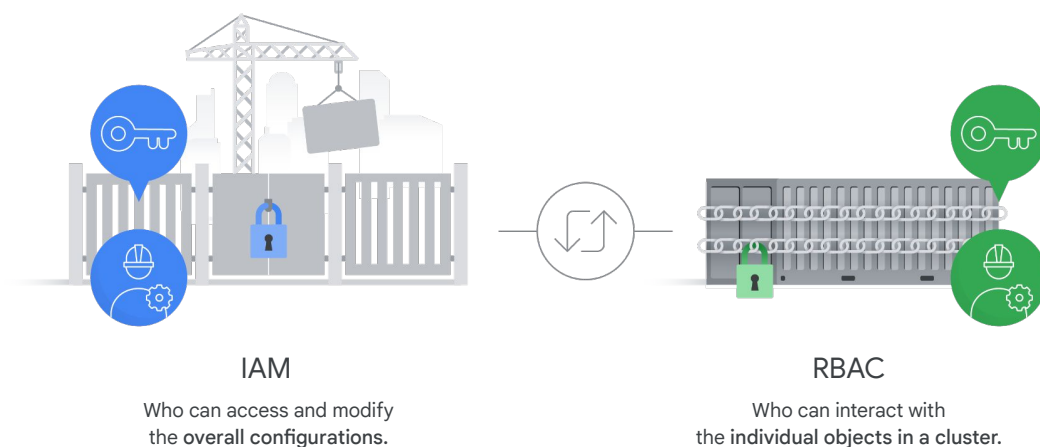 IAM
Who can access and modify
the overall configurations.
RBAC
Who can interact with
the individual objects in a cluster.